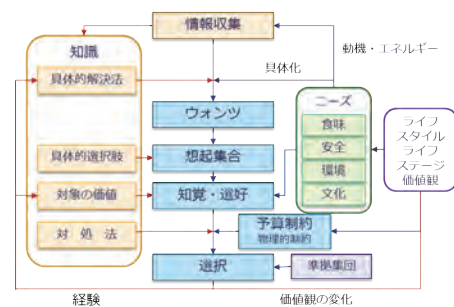 情報収集
知識
動機・エネルギー
具体化
具体的解決法
ニーズ
ウォンツ
食味
ライフ
スタイル
ライフ
ステージ
価値観
安全
具体的選択肢
想起集合
環境
対象の価値
知覚・選好
文化
対処法
予算制約
物理的制約
選択
準拠集団
経験
価値観の変化